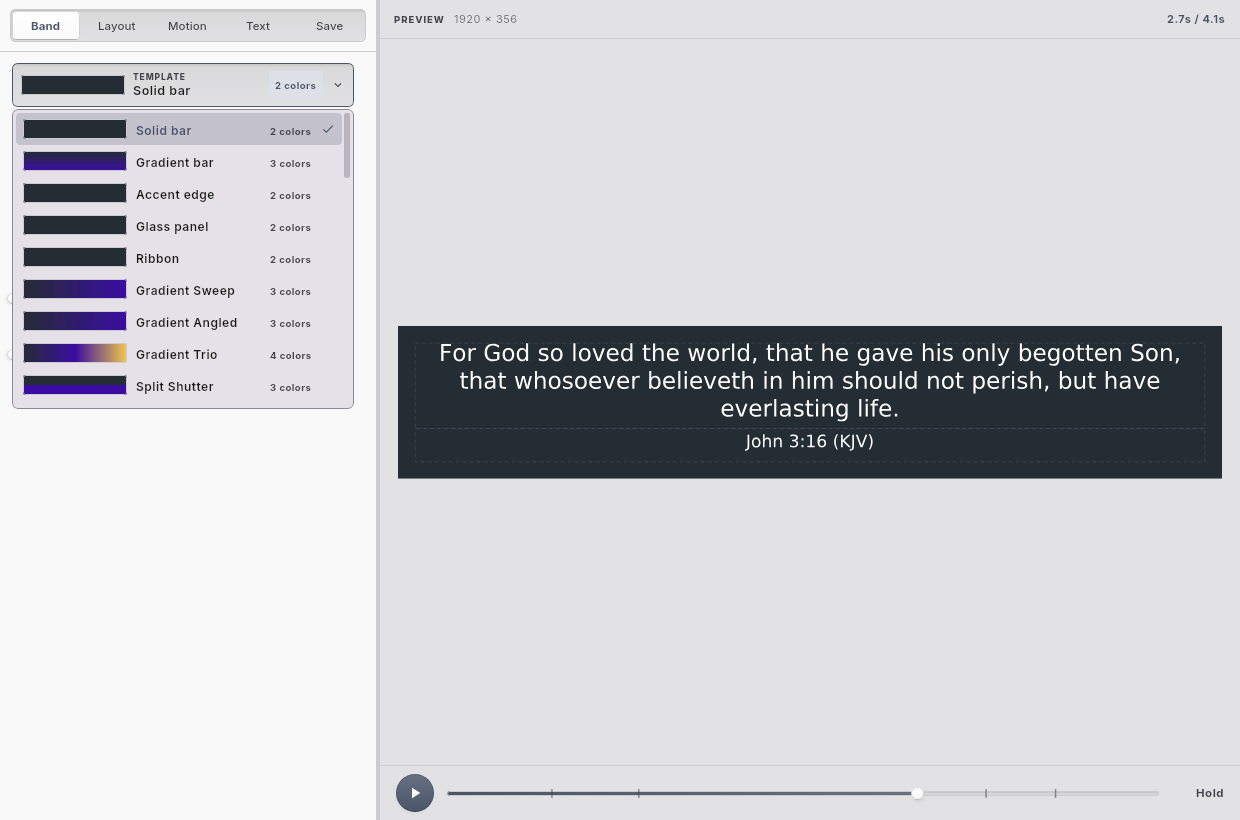 Band
Layout
Motion
Text
Save
TEMPLATE
Solid bar
2 colors
Solid bar
2 colors
Gradient bar
3 colors
Accent edge
2 colors
Glass panel
2 colors
Ribbon
2 colors
Gradient Sweep
3 colors
Gradient Angled
3 colors
Gradient Trio
4 colors
Split Shutter
3 colors
PREVIEW 1920 × 356
2.7s / 4.1s
For God so loved the world, that he gave his only begotten Son,
that whosoever believeth in him should not perish, but have
everlasting life.
John 3:16 (KJV)
Hold